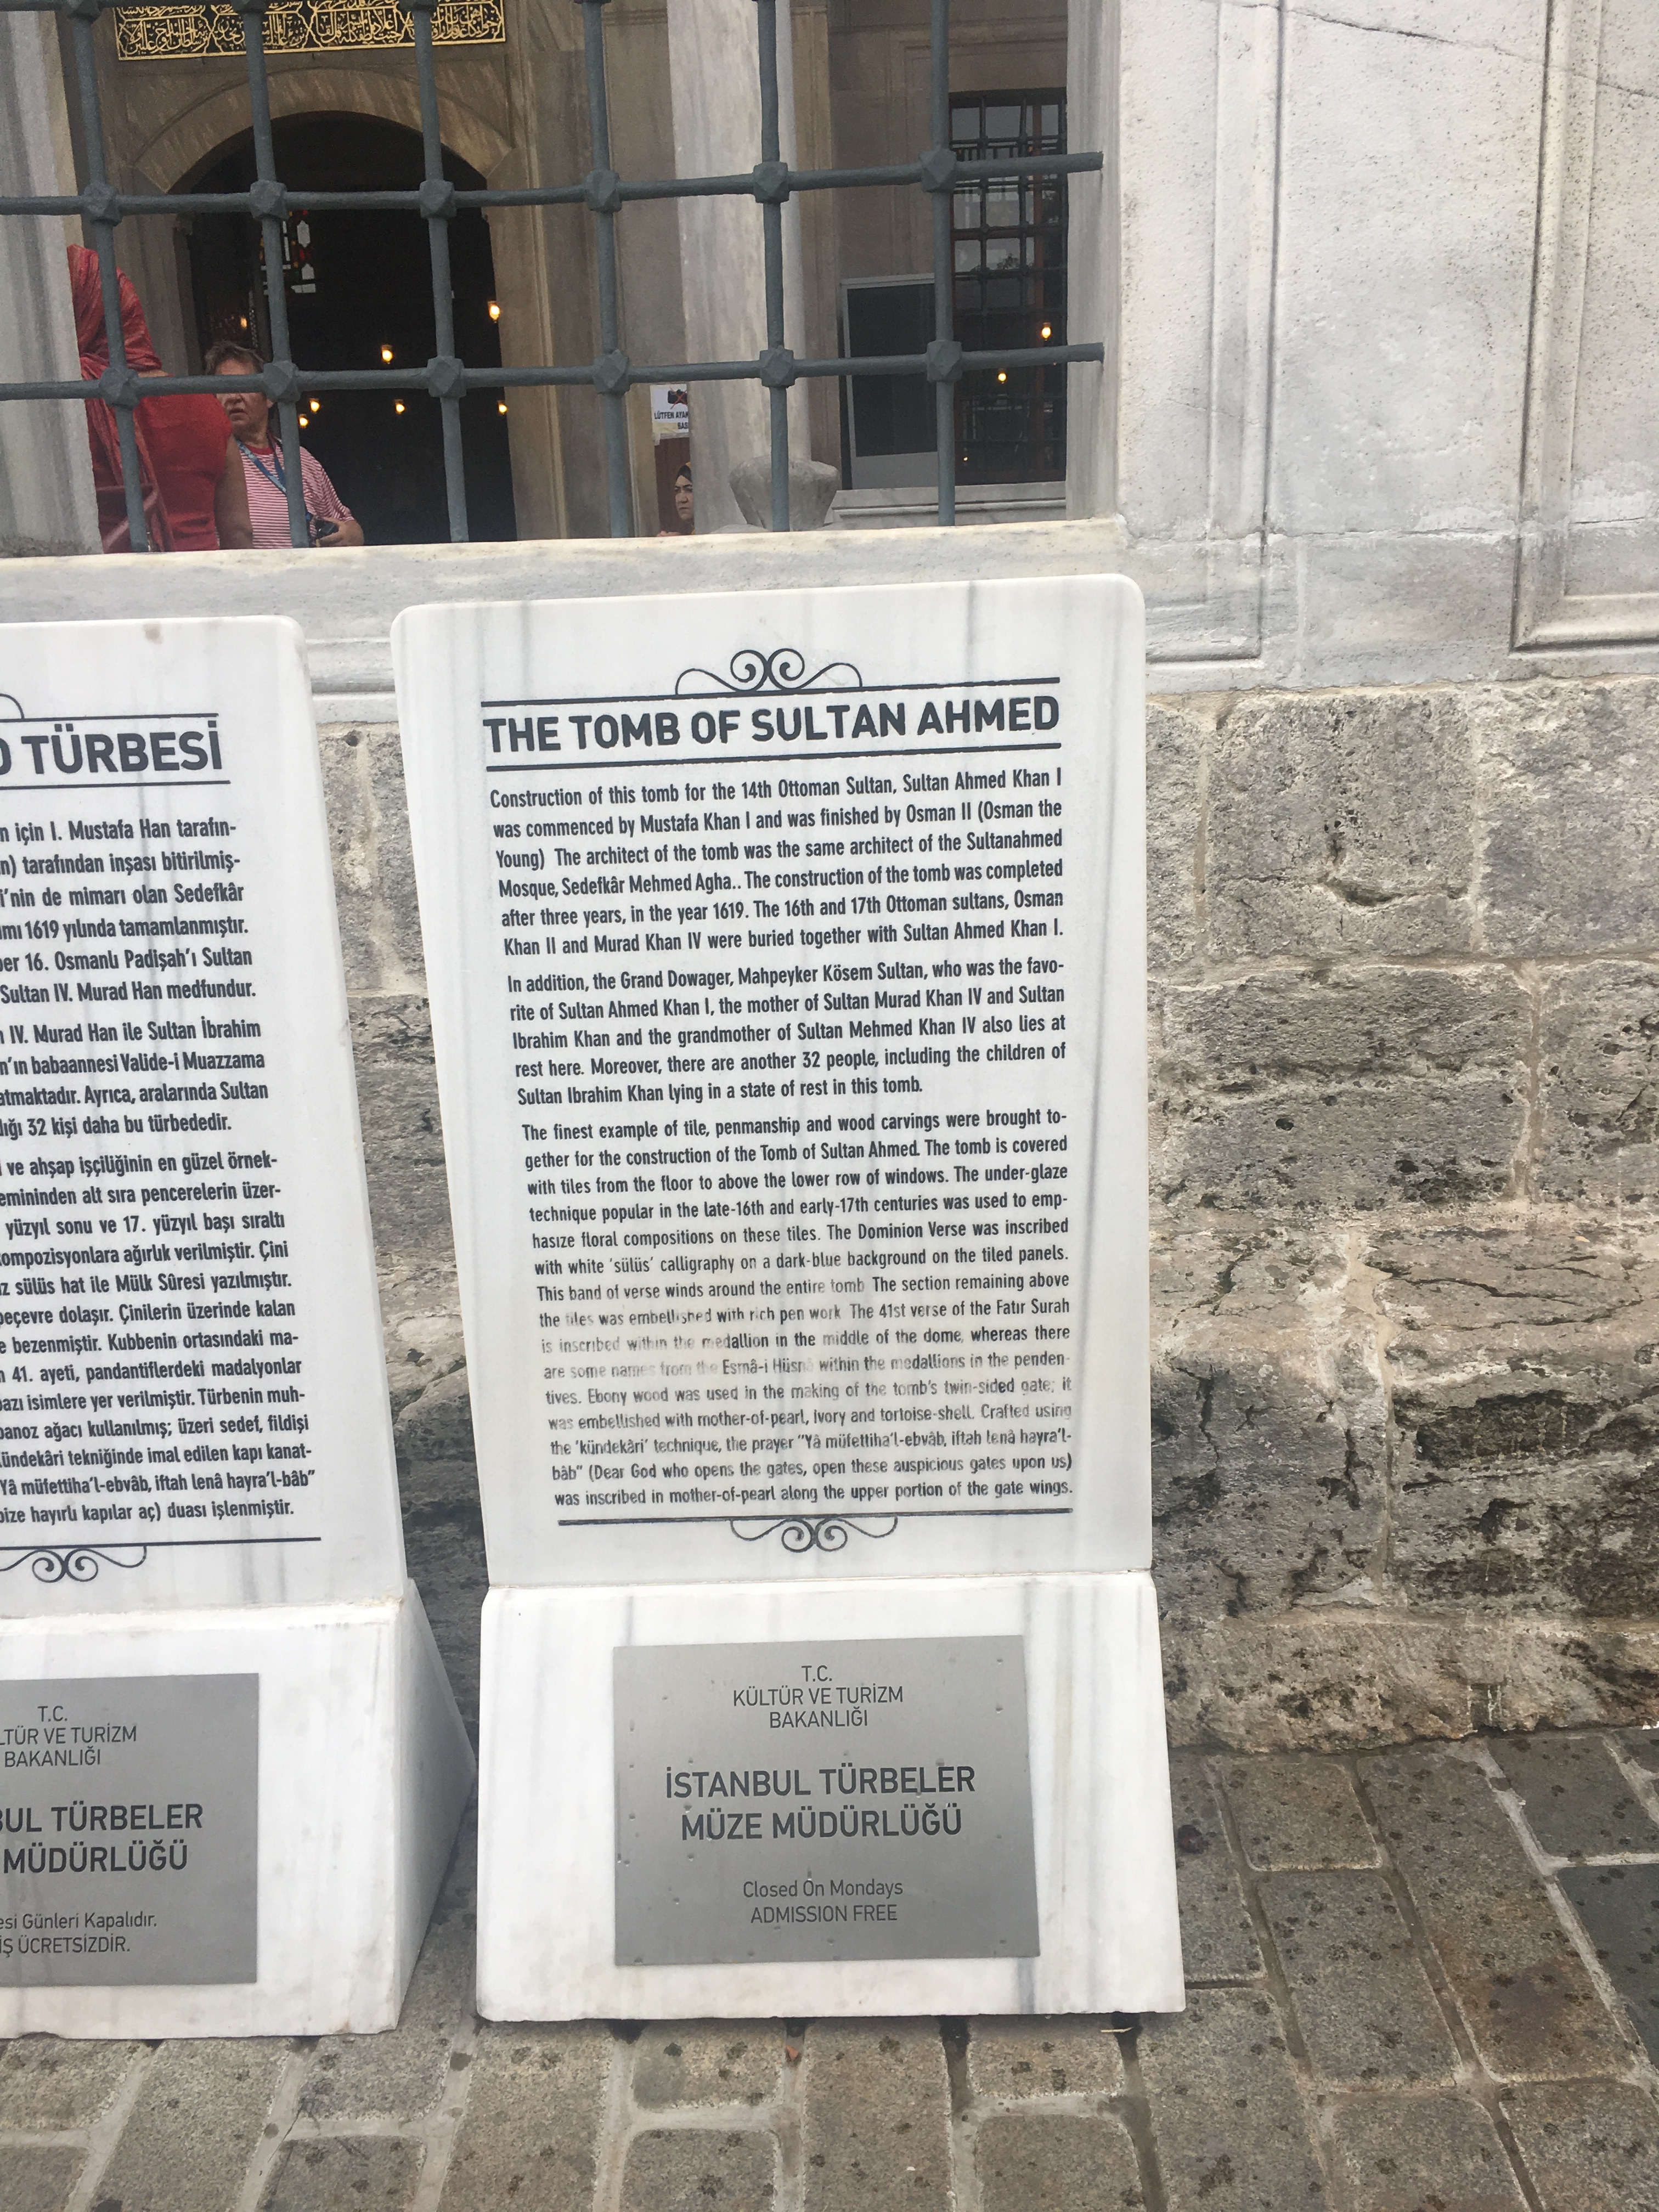 LÜTFEN AYAK
BAS
D TÜRBESİ
n için I. Mustafa Han tarafın-
n) tarafından inşası bitirilmiş-
i'nin de mimarı olan Sedefkâr
ımı 1619 yılında tamamlanmıştır.
ber 16. Osmanlı Padişah'ı Sultan
Sultan IV. Murad Han medfundur.
n IV. Murad Han ile Sultan İbrahim
n'ın babaannesi Valide-i Muazzama
atmaktadır. Ayrıca, aralarında Sultan
dığı 32 kişi daha bu türbededir.
ve ahşap işçiliğinin en güzel örnek-
emininden alt sıra pencerelerin üzer-
yüzyıl sonu ve 17. yüzyıl başı sıraltı
kompozisyonlara ağırlık verilmiştir. Çini
z sülüs hat ile Mülk Sûresi yazılmıştır.
peçevre dolaşır. Çinilerin üzerinde kalan
e bezenmiştir. Kubbenin ortasındaki ma-
n 41. ayeti, pandantiflerdeki madalyonlar
bazı isimlere yer verilmiştir. Türbenin muh-
banoz ağacı kullanılmış; üzeri sedef, fildişi
kündekâri tekniğinde imal edilen kapı kanat-
Yâ müfettiha'l-ebvâb, iftah lenâ hayra'l-bâb"
bize hayırlı kapılar aç) duası işlenmiştir.
T.C.
LTÜR VE TURİZM
BAKANLIĞI
BUL TÜRBELER
MÜDÜRLÜĞÜ
esi Günleri Kapalıdır.
İŞ ÜCRETSİZDİR.
THE TOMB OF SULTAN AHMED
Construction of this tomb for the 14th Ottoman Sultan, Sultan Ahmed Khan I
was commenced by Mustafa Khan I and was finished by Osman II (Osman the
Young) The architect of the tomb was the same architect of the Sultanahmed
Mosque, Sedefkâr Mehmed Agha.. The construction of the tomb was completed
after three years, in the year 1619. The 16th and 17th Ottoman sultans, Osman
Khan II and Murad Khan IV were buried together with Sultan Ahmed Khan I.
In addition, the Grand Dowager, Mahpeyker Kösem Sultan, who was the favo-
rite of Sultan Ahmed Khan I, the mother of Sultan Murad Khan IV and Sultan
Ibrahim Khan and the grandmother of Sultan Mehmed Khan IV also lies at
rest here. Moreover, there are another 32 people, including the children of
Sultan Ibrahim Khan lying in a state of rest in this tomb.
The finest example of tile, penmanship and wood carvings were brought to-
gether for the construction of the Tomb of Sultan Ahmed. The tomb is covered
with tiles from the floor to above the lower row of windows. The under-glaze
technique popular in the late-16th and early-17th centuries was used to emp-
hasıze floral compositions on these tiles. The Dominion Verse was inscribed
with white 'sülüs' calligraphy on a dark-blue background on the tiled panels.
This band of verse winds around the entire tomb The section remaining above
the tiles was embellished with rich pen work The 41st verse of the Fatır Surah
is inscribed within the medallion in the middle of the dome, whereas there
are some names from the Esmâ-i Hüsnâ within the medallions in the penden-
tives. Ebony wood was used in the making of the tomb's twin-sided gate; it
was embellished with mother-of-pearl, ivory and tortoise-shell. Crafted using
the 'kündekâri' technique, the prayer "Yâ müfettiha'l-ebvâb, iftah lenâ hayra'l-
bâb" (Dear God who opens the gates, open these auspicious gates upon us)
was inscribed in mother-of-pearl along the upper portion of the gate wings.
T.C.
KÜLTÜR VE TURİZM
BAKANLIĞI
İSTANBUL TÜRBELER
MÜZE MÜDÜRLÜĞÜ
Closed On Mondays
ADMISSION FREE